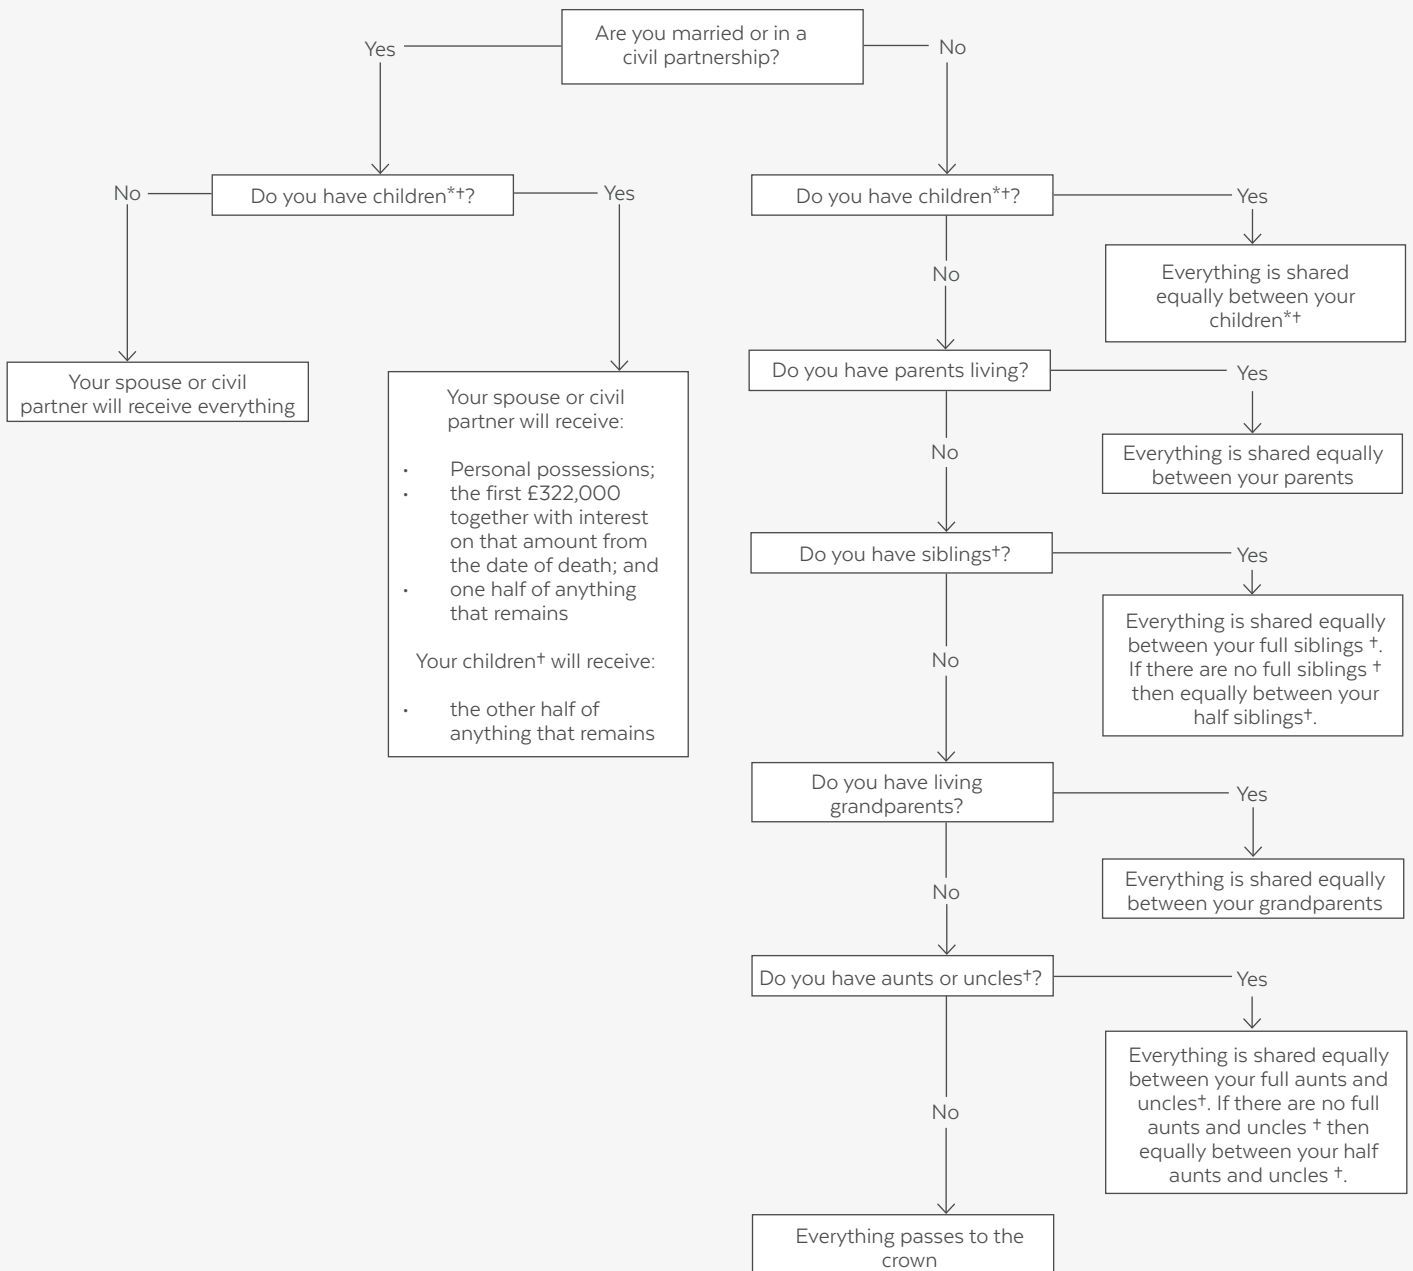 Are you married or in a
civil partnership?
Yes
No
Do you have children*†?
No
Yes
Your spouse or civil
partner will receive everything
Your spouse or civil
partner will receive:
• Personal possessions;
• the first £322,000
together with interest
on that amount from
the date of death; and
• one half of anything
that remains
Your children† will receive:
• the other half of
anything that remains
Do you have children*†?
Yes
Everything is shared
equally between your
children*†
No
Do you have parents living?
Yes
Everything is shared equally
between your parents
No
Do you have siblings†?
Yes
Everything is shared equally
between your full siblings †.
If there are no full siblings †
then equally between your
half siblings†.
No
Do you have living
grandparents?
Yes
Everything is shared equally
between your grandparents
No
Do you have aunts or uncles†?
Yes
Everything is shared equally
between your full aunts and
uncles†. If there are no full
aunts and uncles † then
equally between your half
aunts and uncles †.
No
Everything passes to the
crown